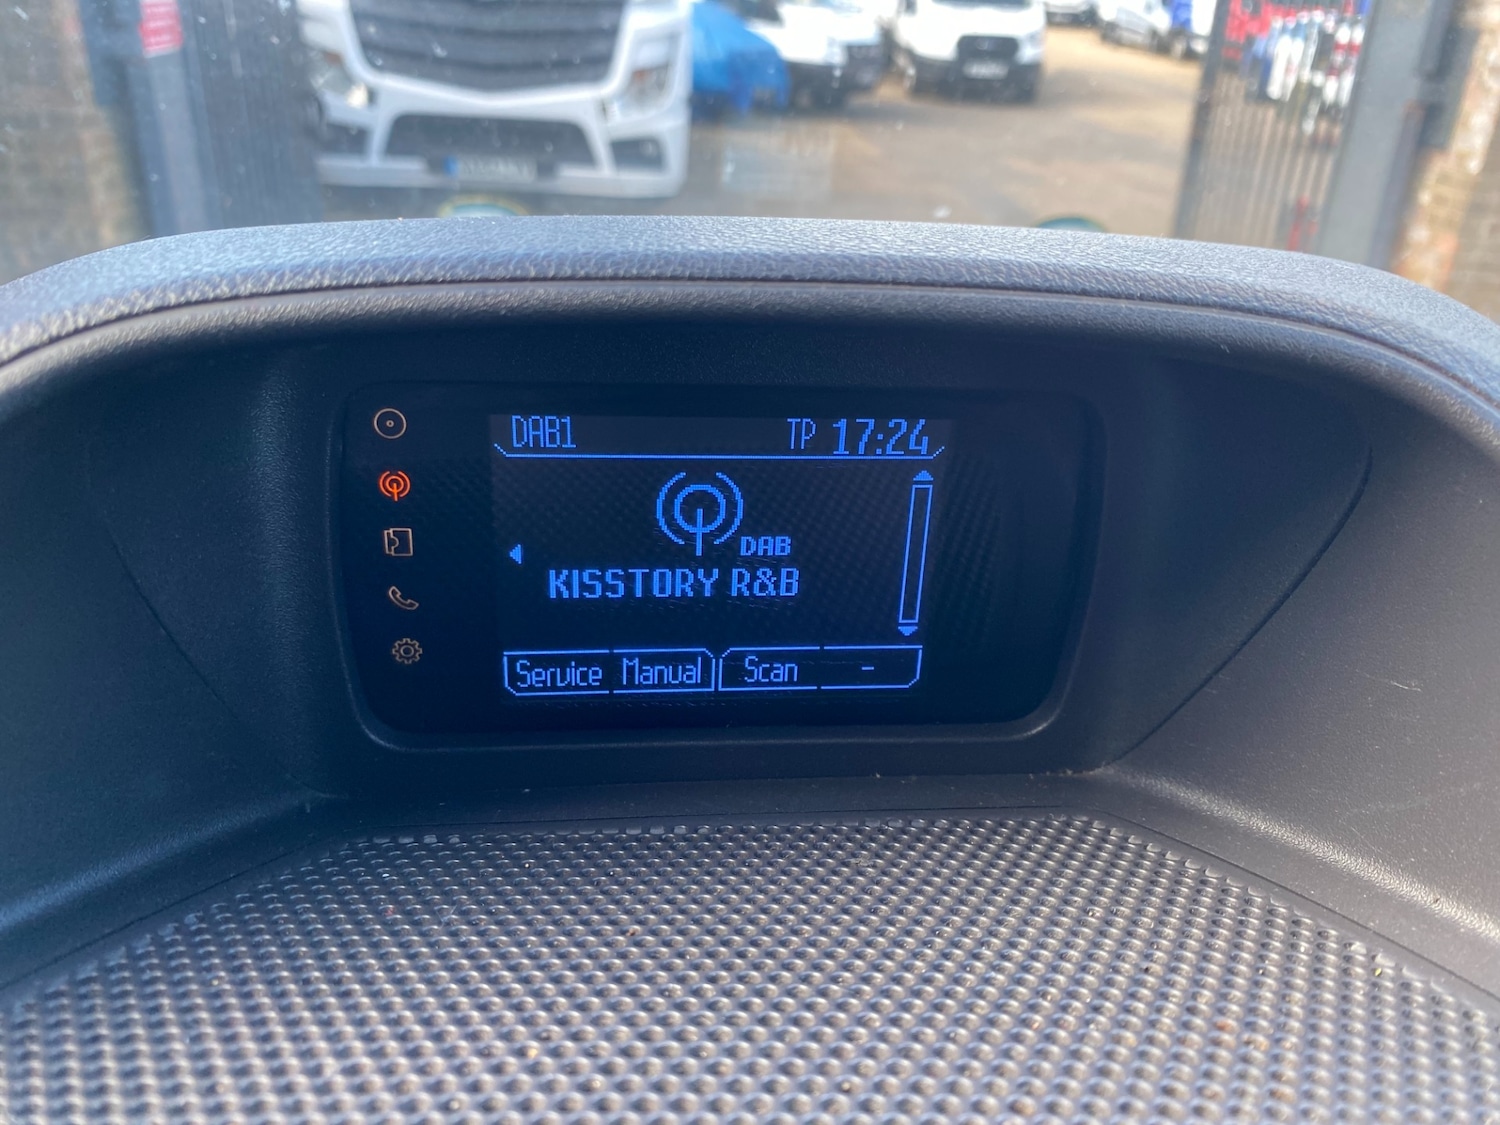 DAB1 TP 17:24
DAB
KISSTORY R&B
Service Manual Scan -